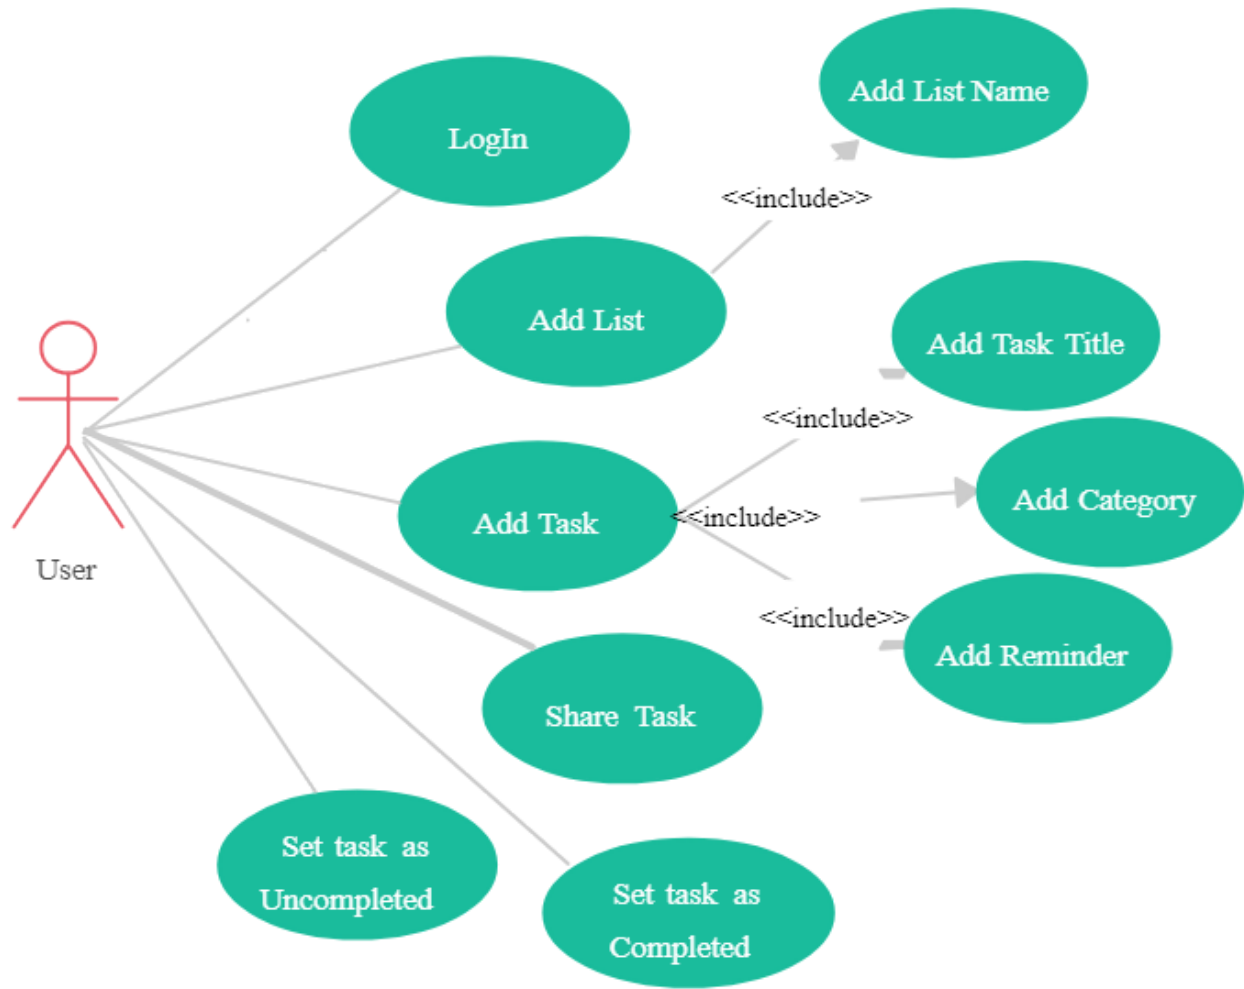 Add List Name
LogIn
<<include>>
Add List
Add Task Title
<<include>>
Add Category
Add Task
<<include>>
User
<<include>>
Add Reminder
Share Task
Set task as
Uncompleted
Set task as
Completed